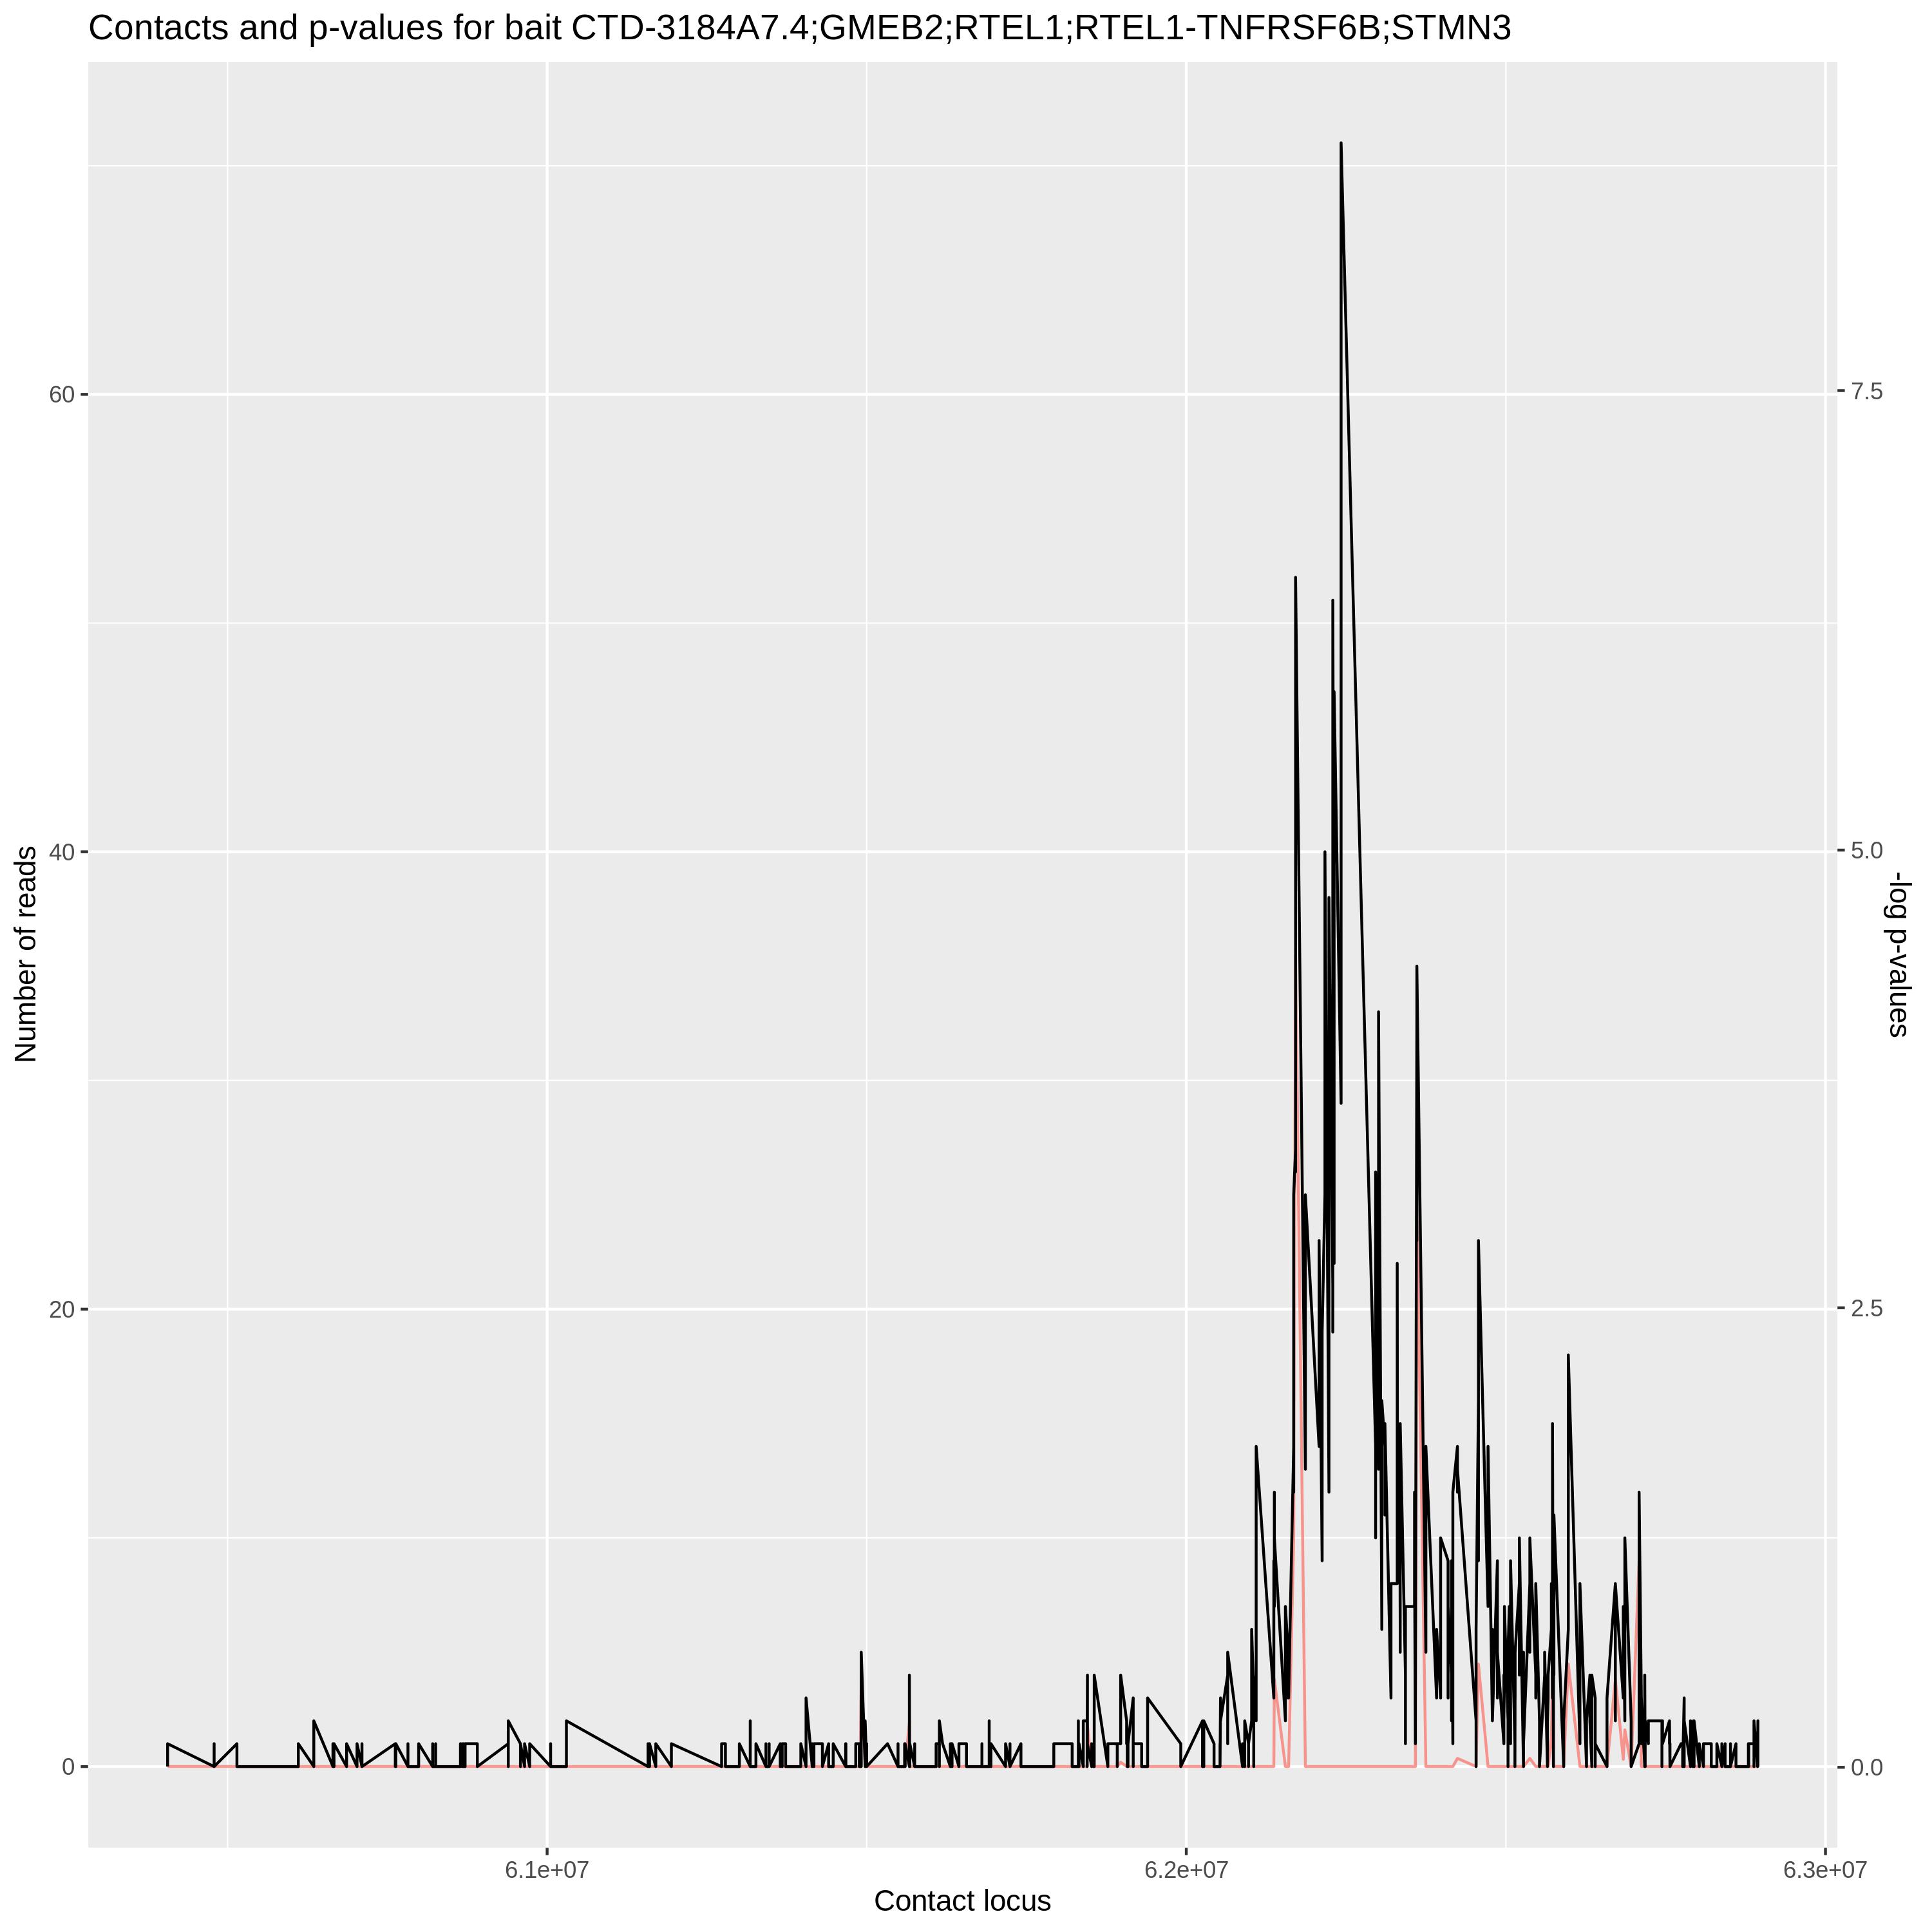 Contacts and p-values for bait CTD-3184A7.4;GMEB2;RTEL1;RTEL1-TNFRSF6B;STMN3
60
40
20
0
Number of reads
7.5
5.0
2.5
0.0
-log p-values
6.1e+07
6.2e+07
6.3e+07
Contact locus